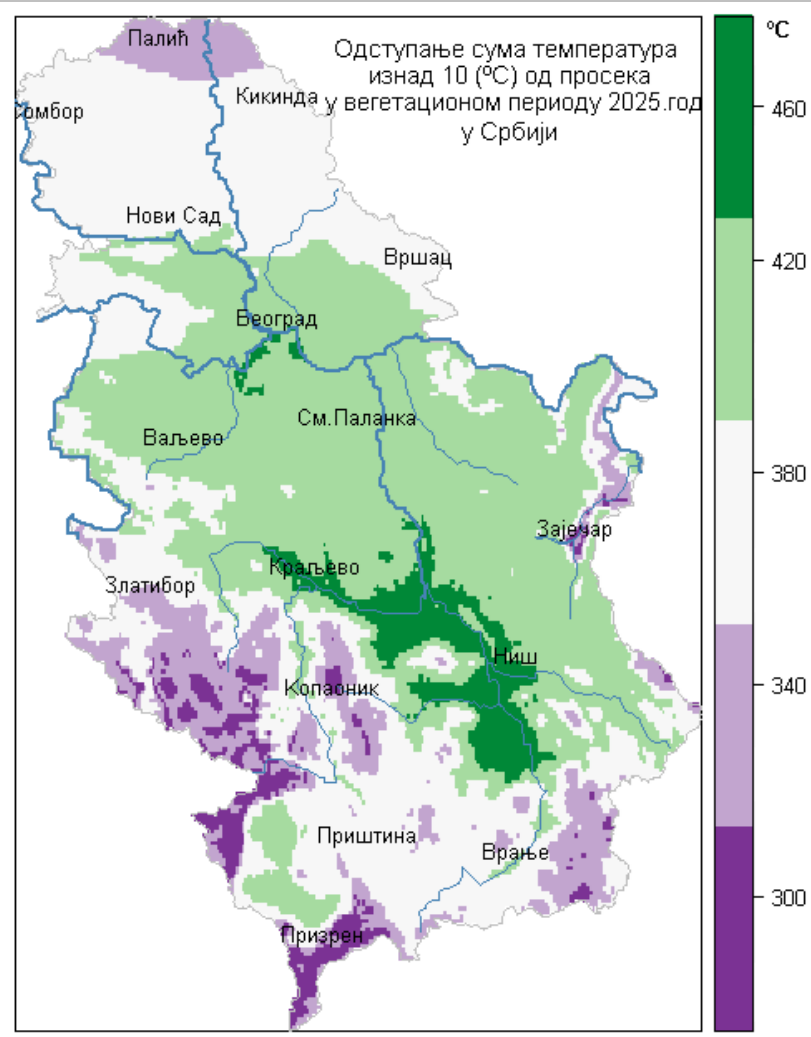 Одступање сума температура
изнад 10 (ºC) од просека
у вегетационом периоду 2025.год
у Србији
ºC
460
420
380
340
300
Палић
Кикинда
Сомбор
Нови Сад
Вршац
Београд
См.Паланка
Ваљево
Зајечар
Краљево
Златибор
Ниш
Копаоник
Приштина
Врање
Призрен